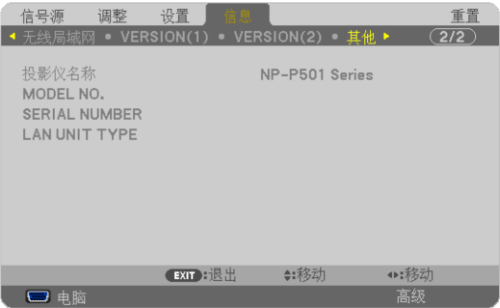 信号源 调整 设置 信息 重置
无线局域网 • VERSION(1) • VERSION(2) • 其他 2/2
投影仪名称 NP-P501 Series
MODEL NO.
SERIAL NUMBER
LAN UNIT TYPE
EXIT :退出 :移动 :移动
电脑 高级